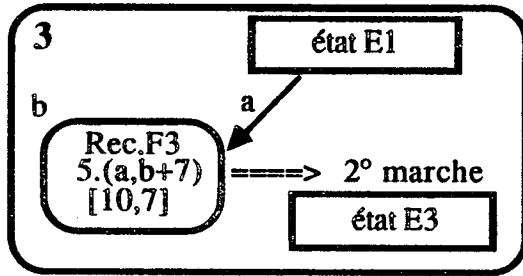 3
état E1
a
b
Rec.F3
5.(a,b+7)
[10,7]
====> 2° marche
état E3